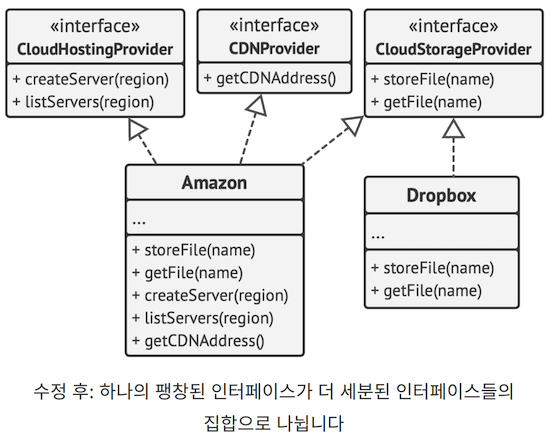 «interface»
CloudHostingProvider
+ createServer(region)
+ listServers(region)
«interface»
CDNProvider
+ getCDNAddress()
«interface»
CloudStorageProvider
+ storeFile(name)
+ getFile(name)
Amazon
...
+ storeFile(name)
+ getFile(name)
+ createServer(region)
+ listServers(region)
+ getCDNAddress()
Dropbox
...
+ storeFile(name)
+ getFile(name)
수정 후: 하나의 팽창된 인터페이스가 더 세분된 인터페이스들의
집합으로 나뉩니다